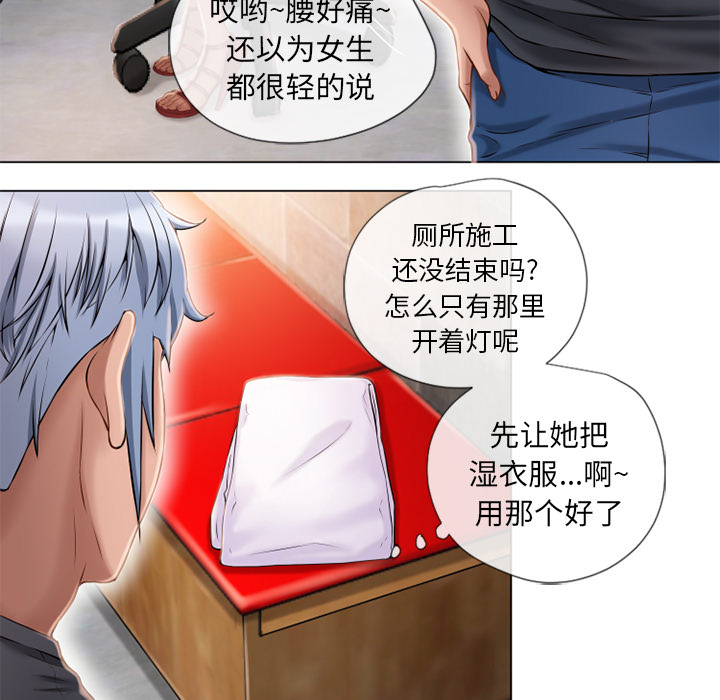 哎哟~腰好痛~
还以为女生
都很轻的说
厕所施工
还没结束吗?
怎么只有那里
开着灯呢
先让她把
湿衣服...啊~
用那个好了